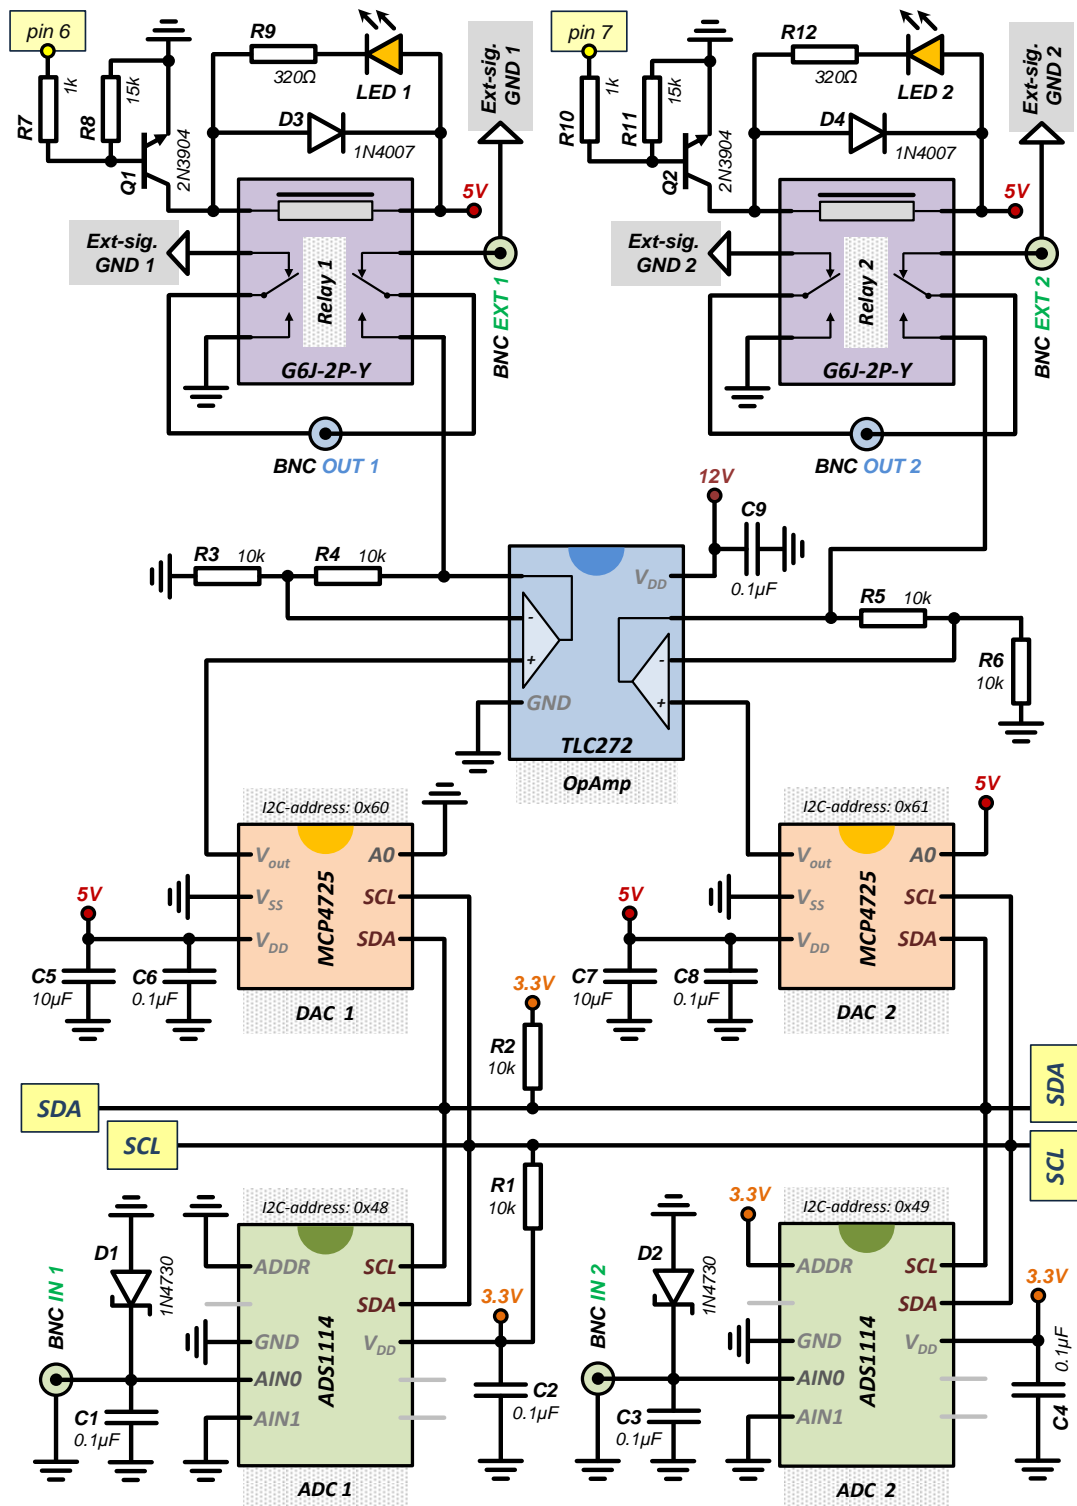 pin 6
R7
1k
R8
15k
Q1
2N3904
R9
320Ω
LED 1
D3
1N4007
Ext-sig.
GND 1
5V
Ext-sig.
GND 1
Relay 1
G6J-2P-Y
BNC EXT 1
BNC OUT 1
pin 7
R10
1k
R11
15k
Q2
2N3904
R12
320Ω
LED 2
D4
1N4007
Ext-sig.
GND 2
5V
Ext-sig.
GND 2
Relay 2
G6J-2P-Y
BNC EXT 2
BNC OUT 2
12V
C9
0.1µF
R3 10k
R4 10k
VDD
-
+
GND
-
+
TLC272
OpAmp
R5 10k
R6
10k
I2C-address: 0x60
Vout
A0
VSS
SCL
VDD
SDA
MCP4725
DAC 1
5V
C5
10µF
C6
0.1µF
I2C-address: 0x61
5V
Vout
A0
VSS
SCL
VDD
SDA
MCP4725
DAC 2
5V
C7
10µF
C8
0.1µF
3.3V
R2
10k
SDA
SDA
SCL
SCL
R1
10k
I2C-address: 0x48
ADDR
SCL
SDA
GND
VDD
AIN0
AIN1
ADS1114
ADC 1
D1
1N4730
BNC IN 1
C1
0.1µF
3.3V
C2
0.1µF
I2C-address: 0x49
3.3V
ADDR
SCL
SDA
GND
VDD
AIN0
AIN1
ADS1114
ADC 2
D2
1N4730
BNC IN 2
C3
0.1µF
3.3V
0.1µF
C4